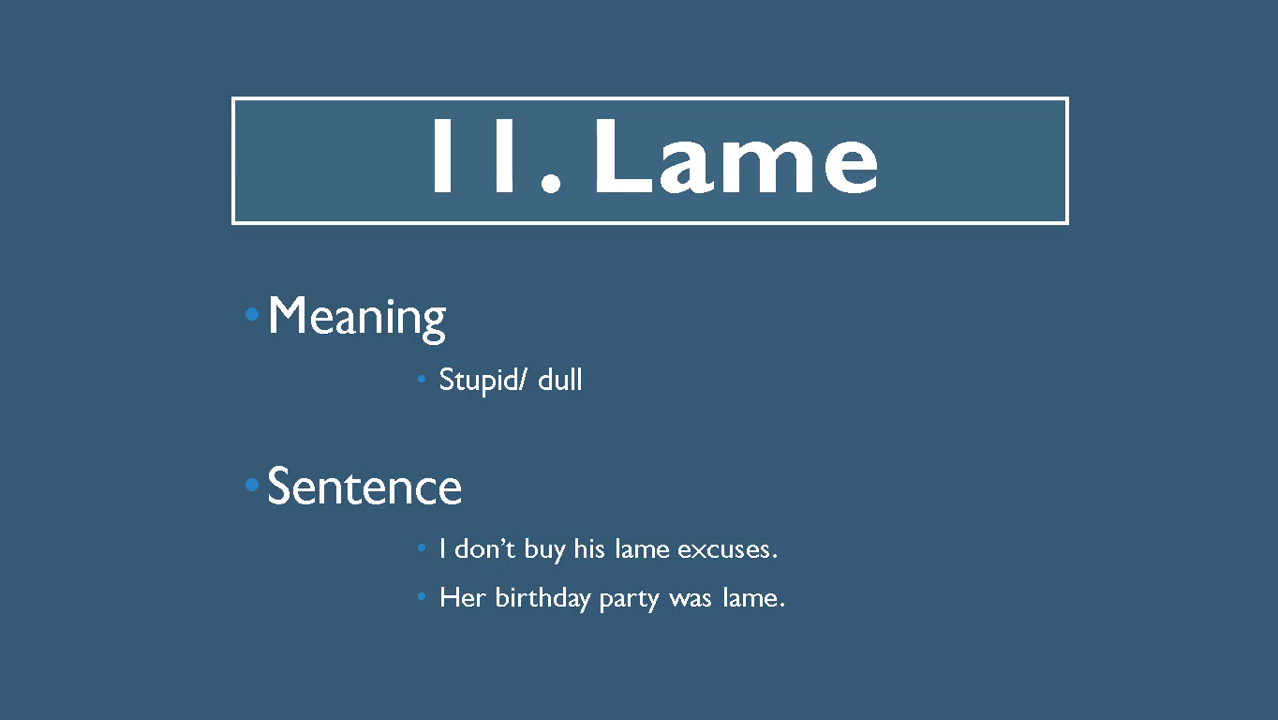 11. Lame
•Meaning
• Stupid/ dull
•Sentence
• I don’t buy his lame excuses.
• Her birthday party was lame.